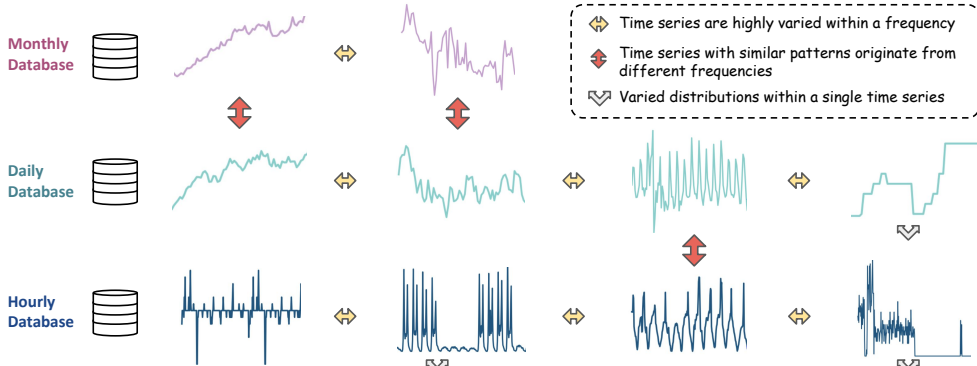 Monthly
Database
Time series are highly varied within a frequency
Time series with similar patterns originate from
different frequencies
Varied distributions within a single time series
Daily
Database
Hourly
Database